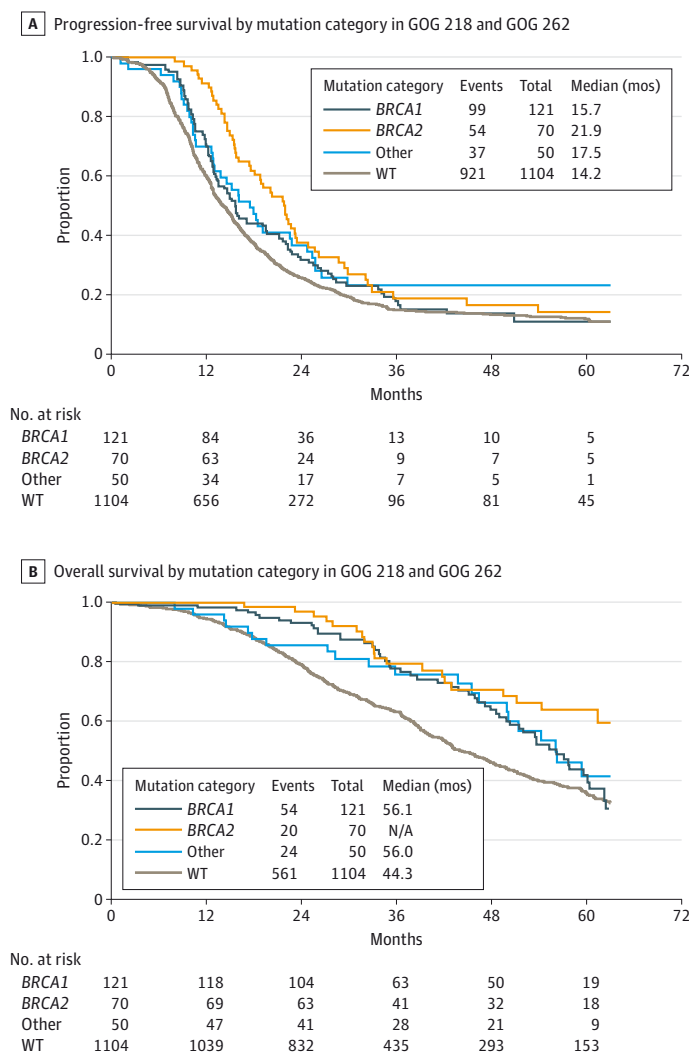 A Progression-free survival by mutation category in GOG 218 and GOG 262
1.0
0.8
0.6
0.4
0.2
0
Proportion
Mutation category Events Total Median (mos)
BRCA1 99 121 15.7
BRCA2 54 70 21.9
Other 37 50 17.5
WT 921 1104 14.2
0 12 24 36 48 60 72
Months
No. at risk
BRCA1 121 84 36 13 10 5
BRCA2 70 63 24 9 7 5
Other 50 34 17 7 5 1
WT 1104 656 272 96 81 45
B Overall survival by mutation category in GOG 218 and GOG 262
1.0
0.8
0.6
0.4
0.2
0
Proportion
Mutation category Events Total Median (mos)
BRCA1 54 121 56.1
BRCA2 20 70 N/A
Other 24 50 56.0
WT 561 1104 44.3
0 12 24 36 48 60 72
Months
No. at risk
BRCA1 121 118 104 63 50 19
BRCA2 70 69 63 41 32 18
Other 50 47 41 28 21 9
WT 1104 1039 832 435 293 153